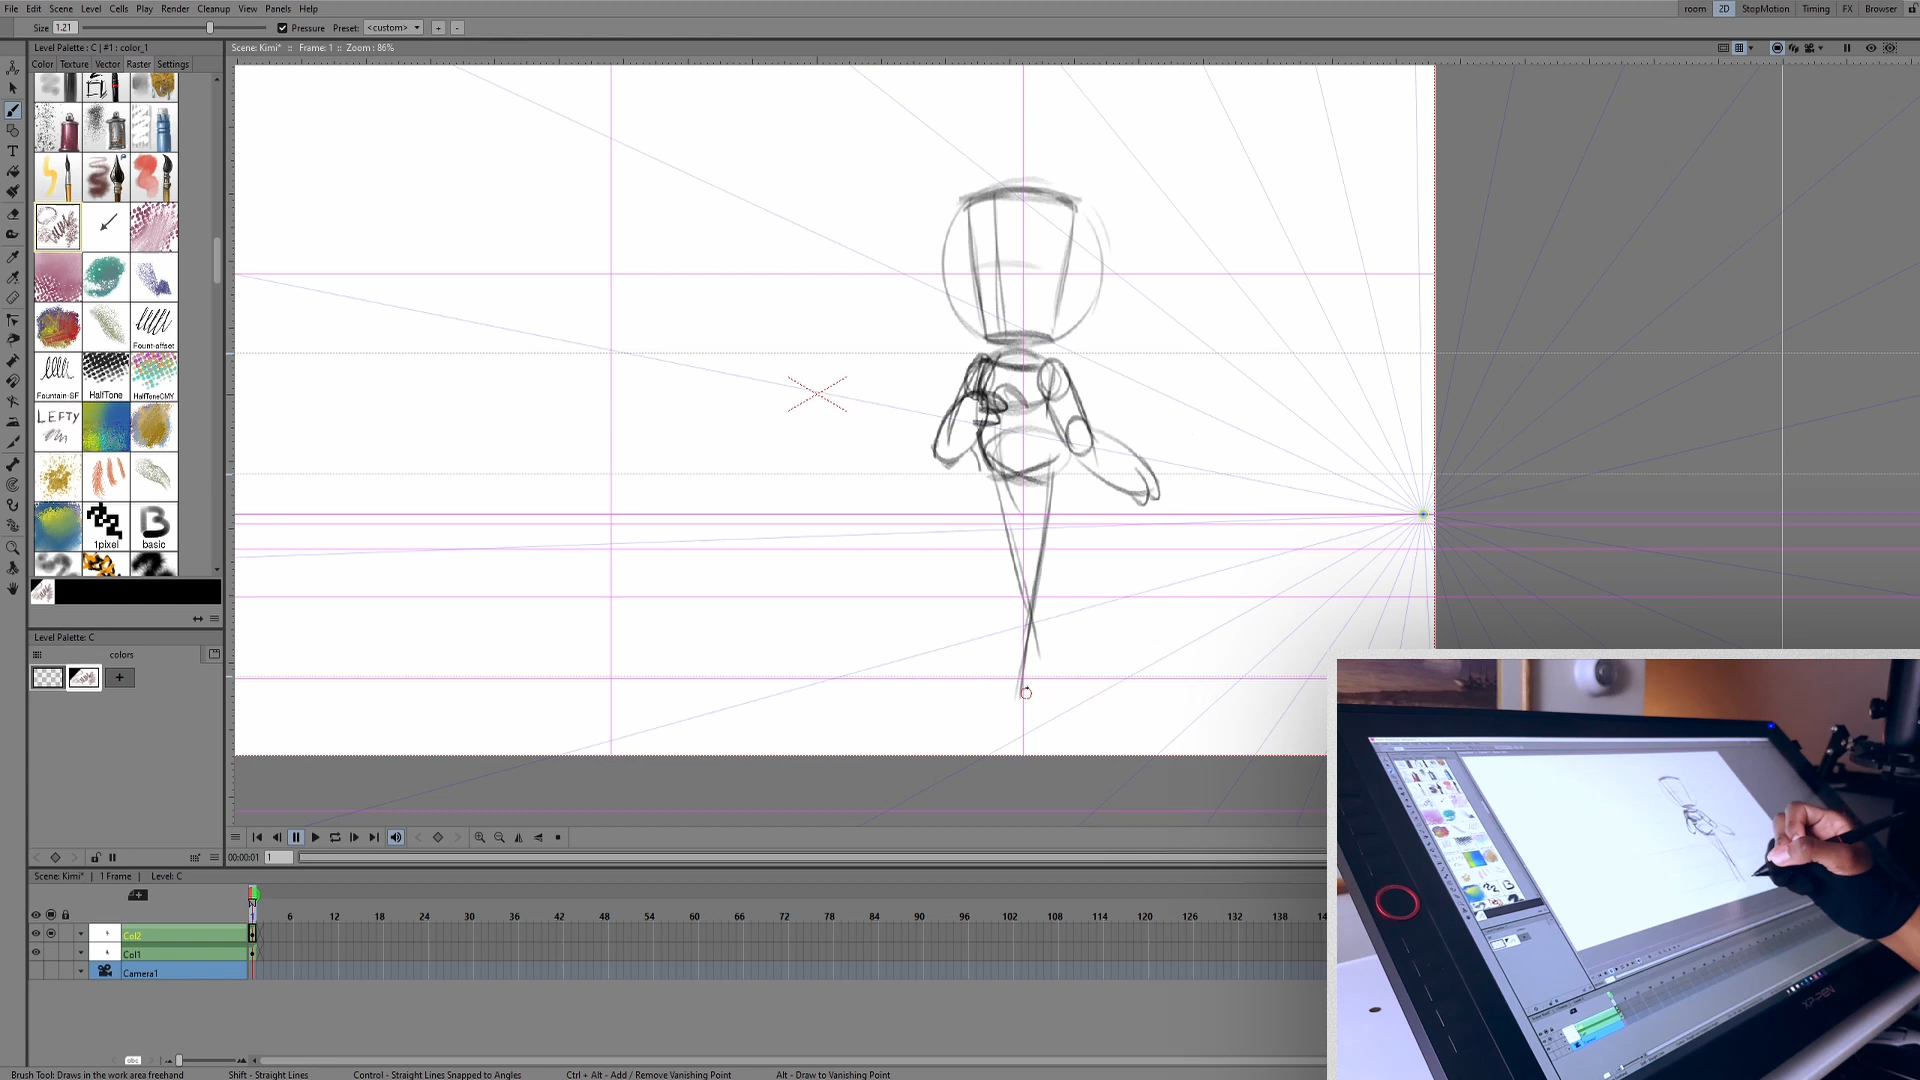 File Edit Scene Level Cells Play Render Cleanup View Panels Help
room 2D StopMotion Timing FX Browser
Size 1.21 Pressure Preset: <custom> + -
Level Palette : C | #1 : color_1
Scene: Kimi* :: Frame: 1 :: Zoom : 86%
Color Texture Vector Raster Settings
Fount-offset
Fountain-SF HalfTone HalfToneCMY
LEFTY
B
1pixel basic
Level Palette: C
colors
+
00:00:01 1
Scene: Kimi* | 1 Frame | Level: C
6 12 18 24 30 36 42 48 54 60 66 72 78 84 90 96 102 108 114 120 126 132 138 14
Col2
Col1
Camera1
abc
XP-PEN
Brush Tool: Draws in the work area freehand Shift - Straight Lines Control - Straight Lines Snapped to Angles Ctrl + Alt - Add / Remove Vanishing Point Alt - Draw to Vanishing Point